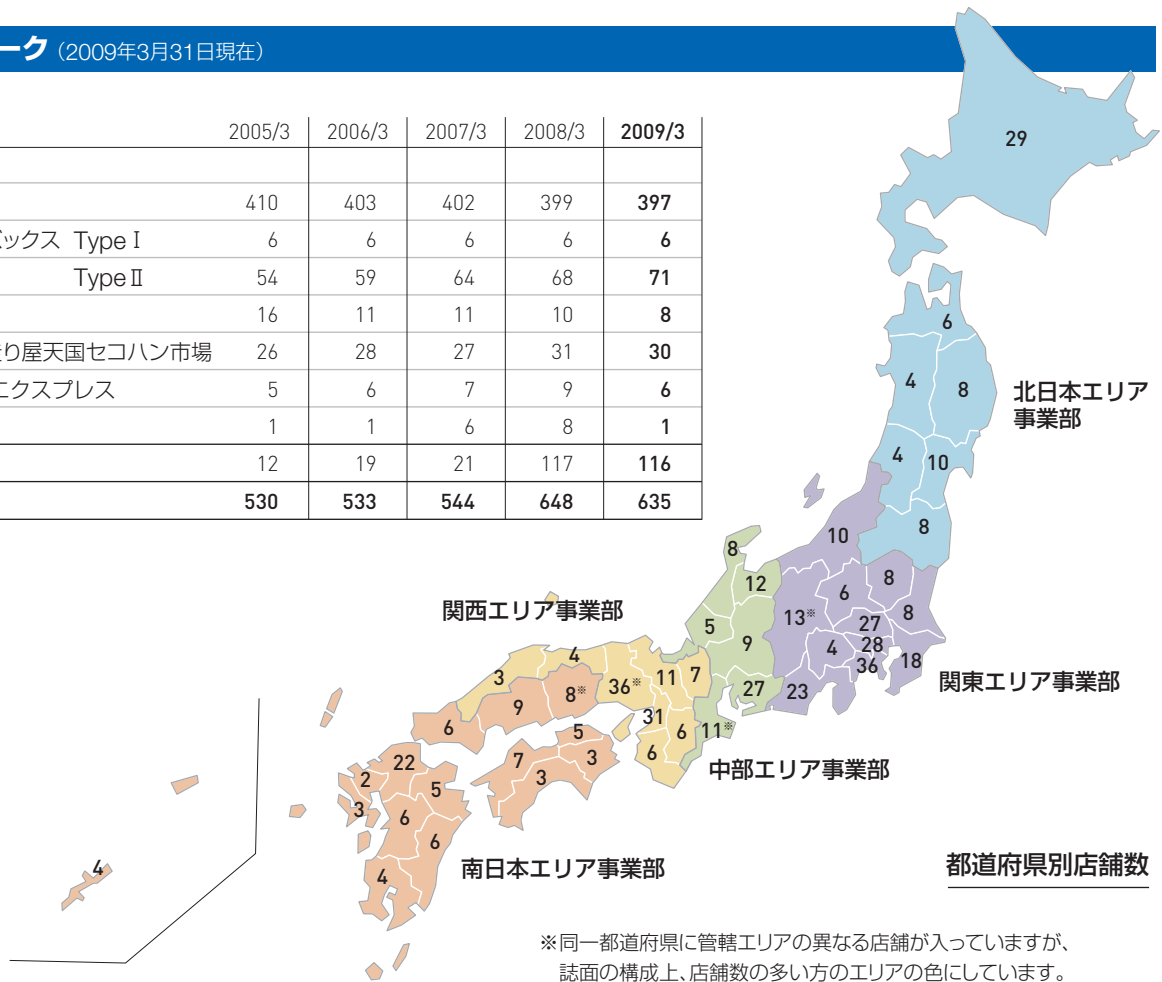 ーク（2009年3月31日現在）
2005/3 2006/3 2007/3 2008/3 2009/3
410 403 402 399 397
バックス Type I 6 6 6 6 6
Type II 54 59 64 68 71
16 11 11 10 8
り屋天国セコハン市場 26 28 27 31 30
エクスプレス 5 6 7 9 6
1 1 6 8 1
12 19 21 117 116
530 533 544 648 635
29
6
4 8
4 10
8
北日本エリア
事業部
10
8
6
8
13※
27
28
4
36
18
23
関東エリア事業部
8
12
5
9
27
11※
中部エリア事業部
関西エリア事業部
3
4
36※
11
7
31
6
6
8※
9
6
5
7
3
3
22
2
5
3
6
6
4
4
南日本エリア事業部
都道府県別店舗数
※同一都道府県に管轄エリアの異なる店舗が入っていますが、
誌面の構成上、店舗数の多い方のエリアの色にしています。